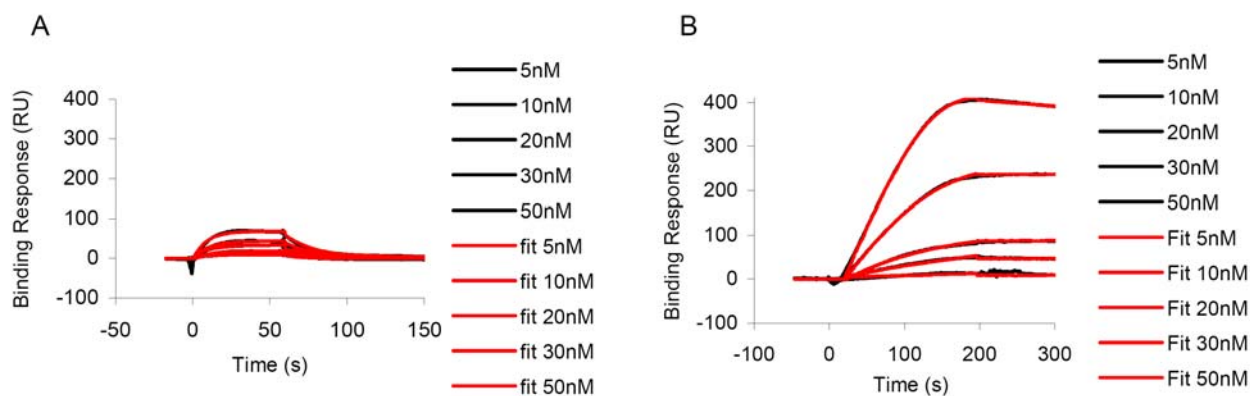 A
Binding Response (RU)
400
300
200
100
0
-100
-50
0
50
100
150
Time (s)
5nM
10nM
20nM
30nM
50nM
fit 5nM
fit 10nM
fit 20nM
fit 30nM
fit 50nM
B
Binding Response (RU)
400
300
200
100
0
-100
-100
0
100
200
300
Time (s)
5nM
10nM
20nM
30nM
50nM
Fit 5nM
Fit 10nM
Fit 20nM
Fit 30nM
Fit 50nM